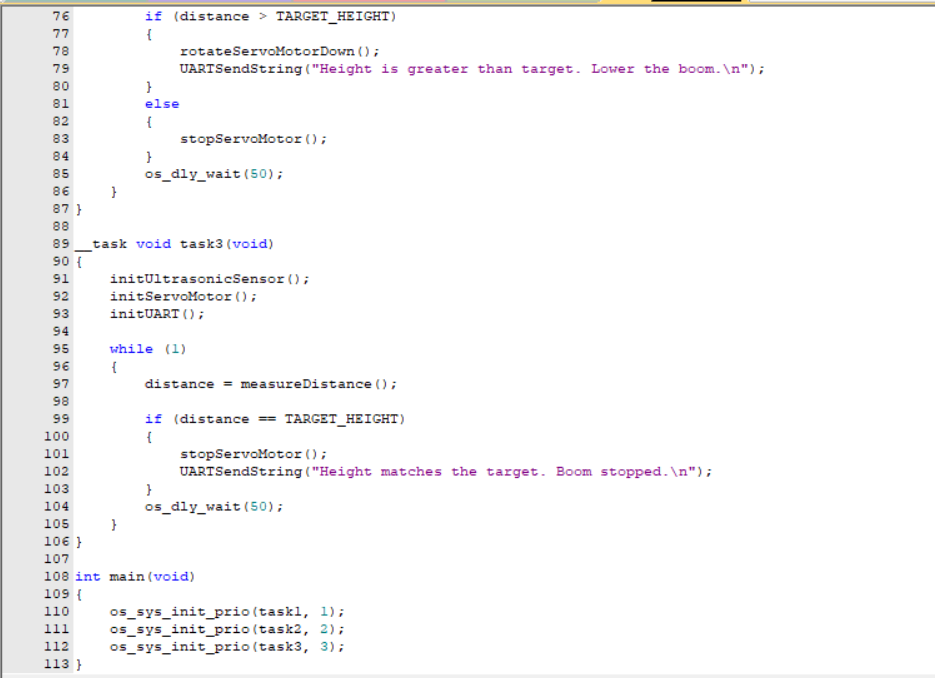 76         if (distance > TARGET_HEIGHT)
77         {
78             rotateServoMotorDown();
79             UARTSendString("Height is greater than target. Lower the boom.\n");
80         }
81         else
82         {
83             stopServoMotor();
84         }
85         os_dly_wait(50);
86     }
87 }
88
89 __task void task3(void)
90 {
91     initUltrasonicSensor();
92     initServoMotor();
93     initUART();
94
95     while (1)
96     {
97         distance = measureDistance();
98
99         if (distance == TARGET_HEIGHT)
100         {
101             stopServoMotor();
102             UARTSendString("Height matches the target. Boom stopped.\n");
103         }
104         os_dly_wait(50);
105     }
106 }
107
108 int main(void)
109 {
110     os_sys_init_prio(task1, 1);
111     os_sys_init_prio(task2, 2);
112     os_sys_init_prio(task3, 3);
113 }